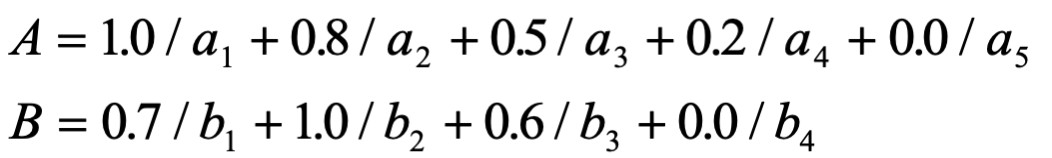 A = 1.0 / a₁ + 0.8 / a₂ + 0.5 / a₃ + 0.2 / a₄ + 0.0 / a₅
B = 0.7 / b₁ + 1.0 / b₂ + 0.6 / b₃ + 0.0 / b₄